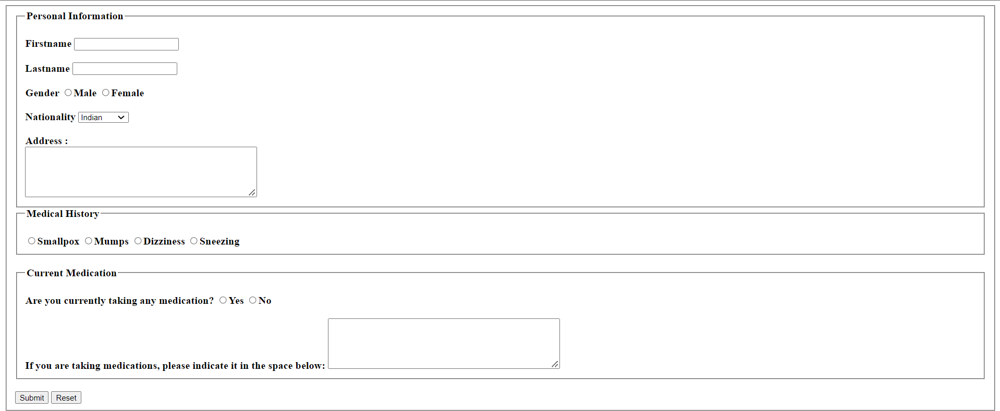 Personal Information
Firstname
Lastname
Gender Male Female
Nationality Indian
Address :
Medical History
Smallpox Mumps Dizziness Sneezing
Current Medication
Are you currently taking any medication? Yes No
If you are taking medications, please indicate it in the space below:
Submit Reset